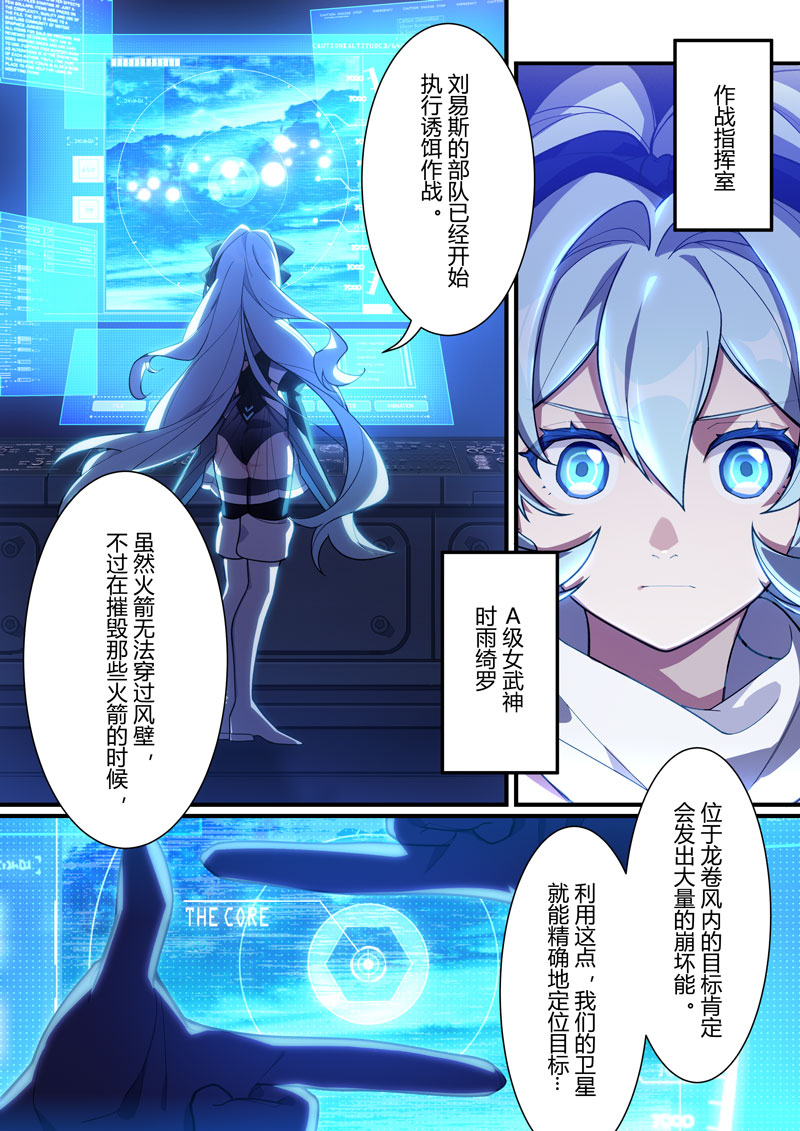 作战指挥室
刘易斯的部队已经开始
执行诱饵作战。
A级女武神
时雨绮罗
虽然火箭无法穿过风壁，
不过在摧毁那些火箭的时候，
位于龙卷风内的目标肯定
会发出大量的崩坏能。
利用这点，我们的卫星
就能精确地定位目标…
THE CORE